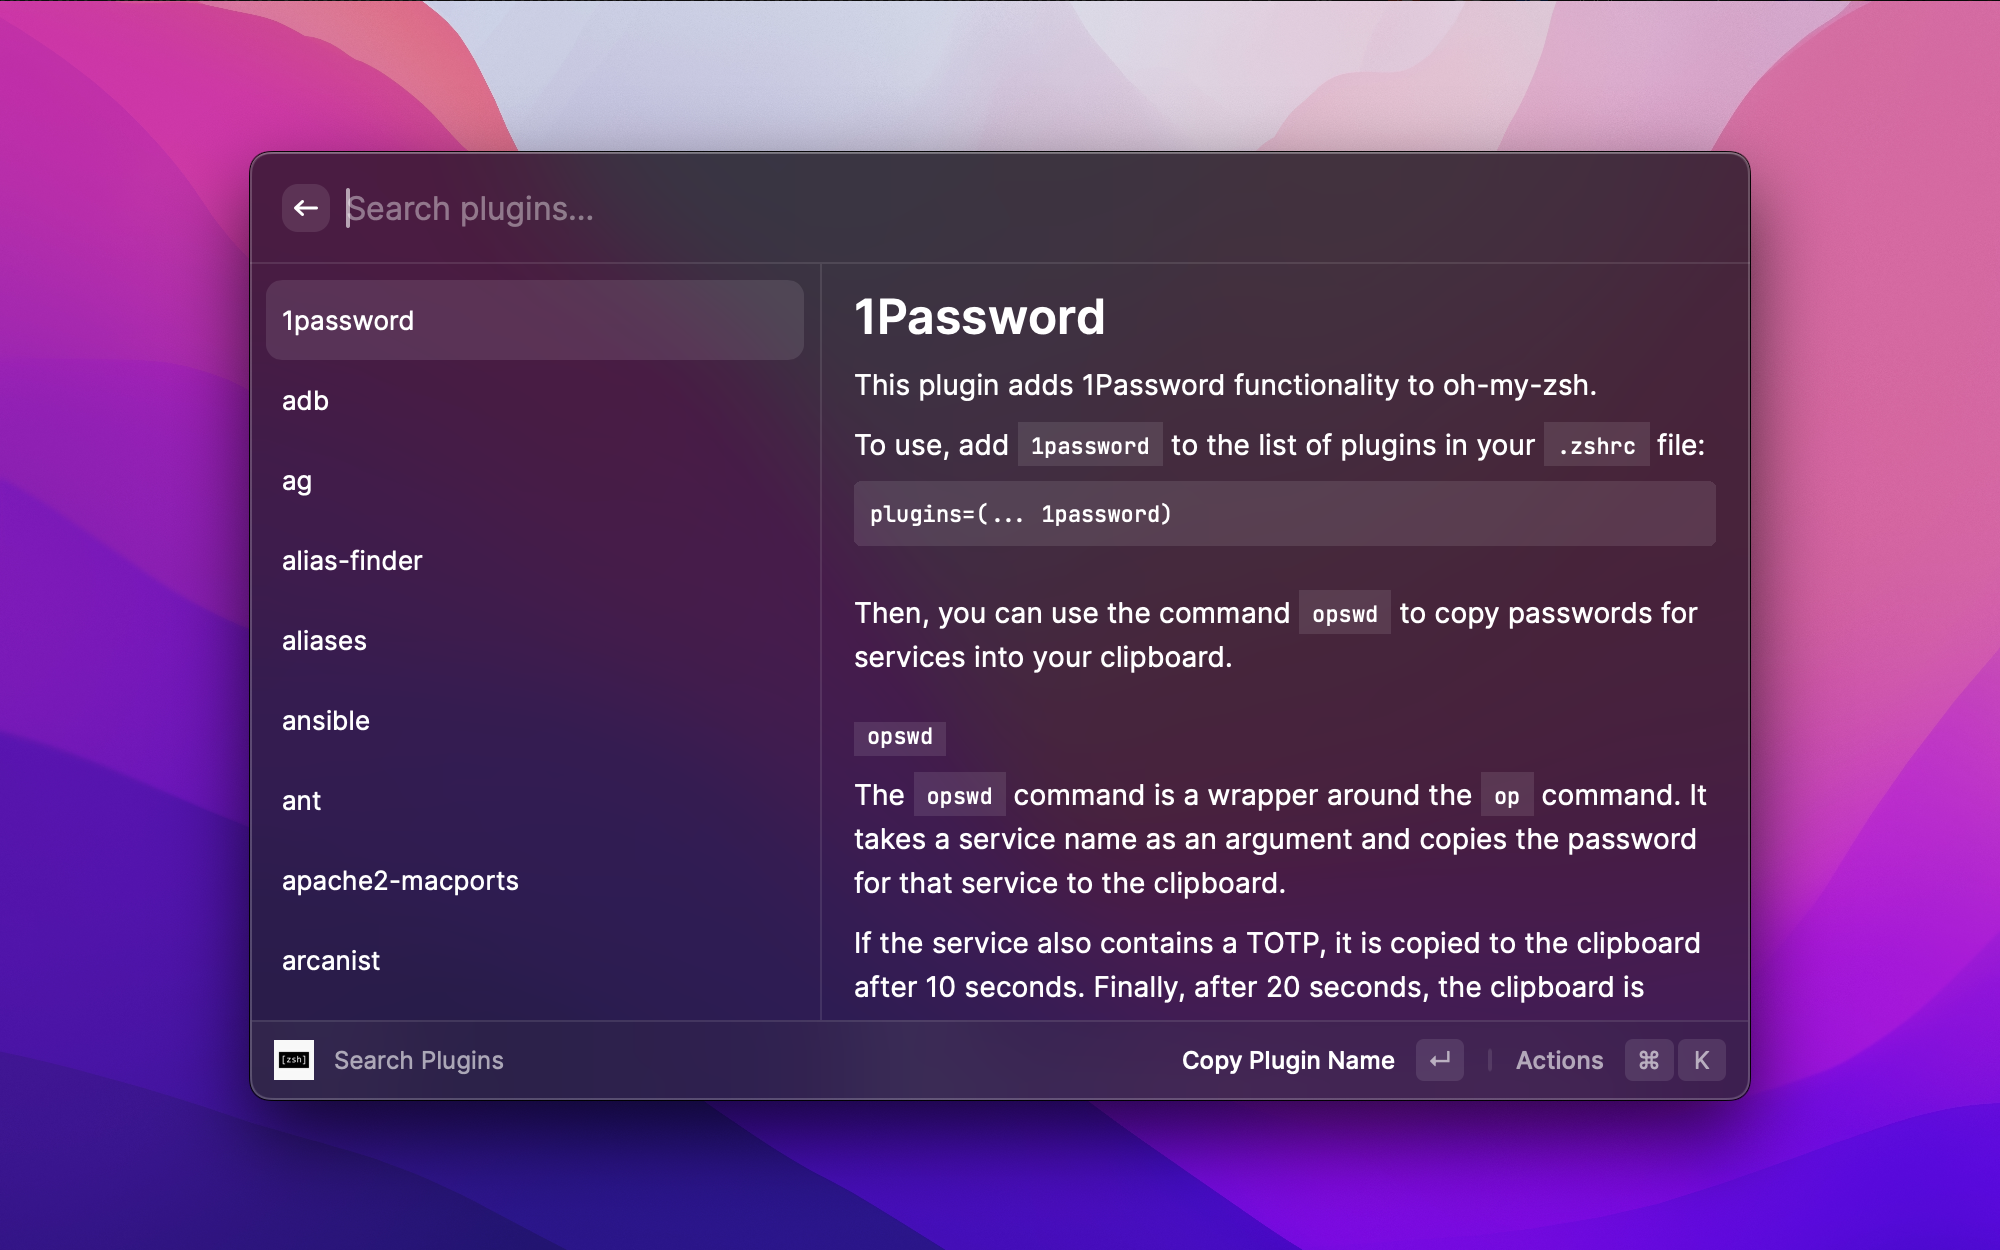 Search plugins...
1password
adb
ag
alias-finder
aliases
ansible
ant
apache2-macports
arcanist
1Password
This plugin adds 1Password functionality to oh-my-zsh.
To use, add 1password to the list of plugins in your .zshrc file:
plugins=(... 1password)
Then, you can use the command opswd to copy passwords for
services into your clipboard.
opswd
The opswd command is a wrapper around the op command. It
takes a service name as an argument and copies the password
for that service to the clipboard.
If the service also contains a TOTP, it is copied to the clipboard
after 10 seconds. Finally, after 20 seconds, the clipboard is
[zsh] Search Plugins
Copy Plugin Name ↵ | Actions ⌘ K